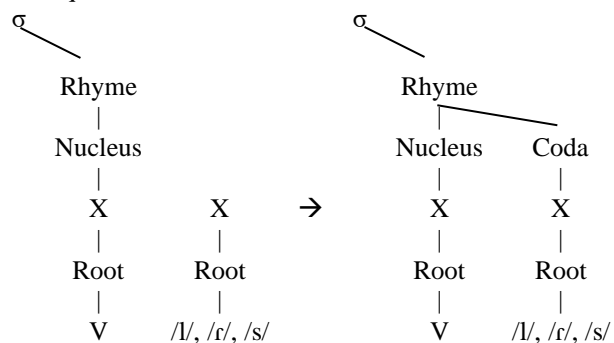 σ σ
Rhyme Rhyme
Nucleus Nucleus Coda
X X → X X
Root Root Root Root
V /l/, /ɾ/, /s/ V /l/, /ɾ/, /s/